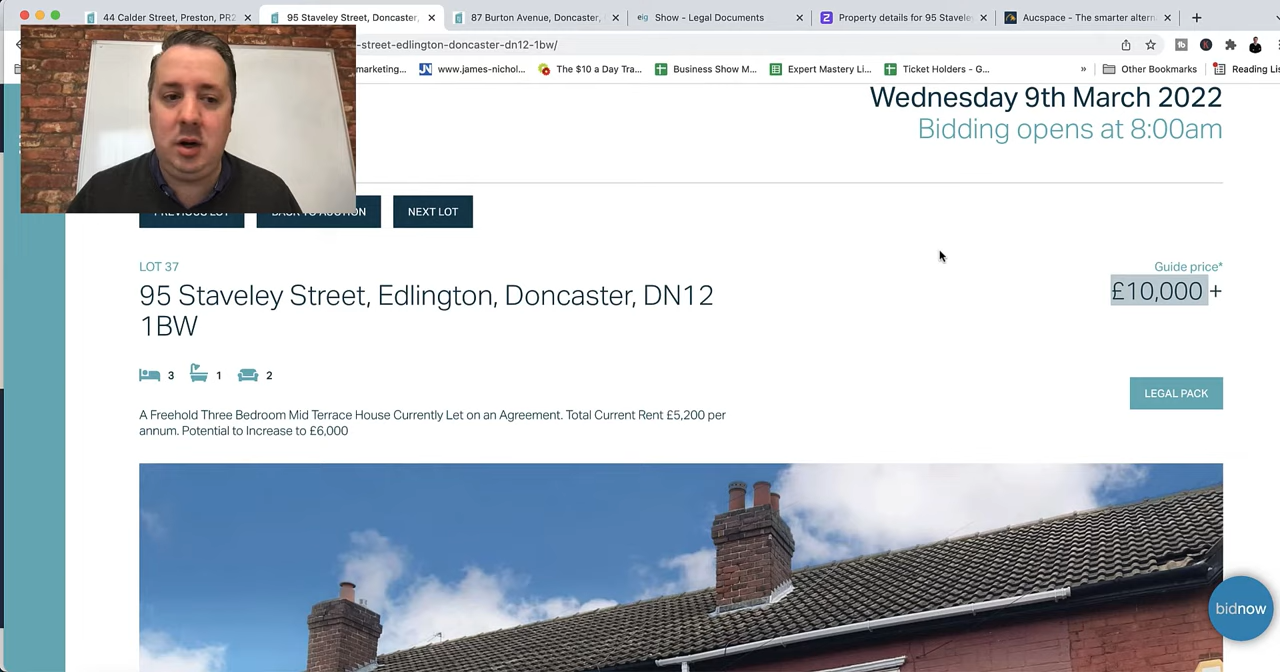 44 Calder Street, Preston, PR2
95 Staveley Street, Doncaster,
87 Burton Avenue, Doncaster,
eig Show - Legal Documents
Property details for 95 Stavele
Aucspace - The smarter altern
-street-edlington-doncaster-dn12-1bw/
marketing...
www.james-nichol...
The $10 a Day Tra...
Business Show M...
Expert Mastery Li...
Ticket Holders - G...
» Other Bookmarks
Reading Lis
Wednesday 9th March 2022
Bidding opens at 8:00am
PREVIOUS LOT
BACK TO AUCTION
NEXT LOT
LOT 37
Guide price*
95 Staveley Street, Edlington, Doncaster, DN12
1BW
£10,000 +
3 1 2
LEGAL PACK
A Freehold Three Bedroom Mid Terrace House Currently Let on an Agreement. Total Current Rent £5,200 per
annum. Potential to Increase to £6,000
bidnow